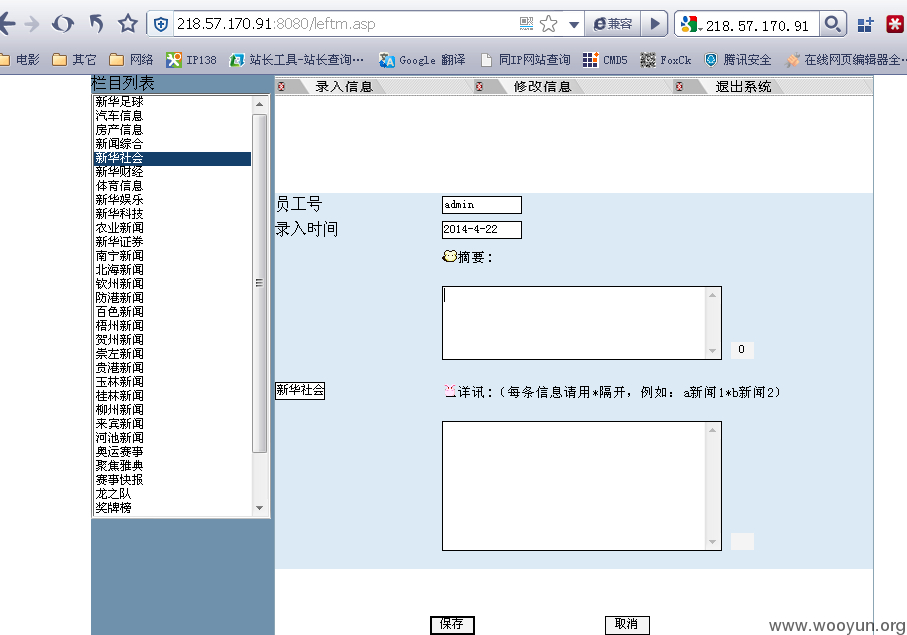 218.57.170.91:8080/leftm.asp
兼容
218.57.170.91
电影 其它 网络 IP138 站长工具-站长查询… Google 翻译 同IP网站查询 CMD5 FoxCk 腾讯安全 在线网页编辑器全…
栏目列表
录入信息 修改信息 退出系统
新华足球
汽车信息
房产信息
新闻综合
新华社会
新华财经
体育信息
新华娱乐
新华科技
农业新闻
新华证券
南宁新闻
北海新闻
钦州新闻
防港新闻
百色新闻
梧州新闻
贺州新闻
崇左新闻
贵港新闻
玉林新闻
桂林新闻
柳州新闻
来宾新闻
河池新闻
奥运赛事
聚焦雅典
赛事快报
龙之队
奖牌榜
员工号 admin
录入时间 2014-4-22
摘要：
0
新华社会
详讯：（每条信息请用*隔开，例如：a新闻1*b新闻2）
保存 取消
www.wooyun.org